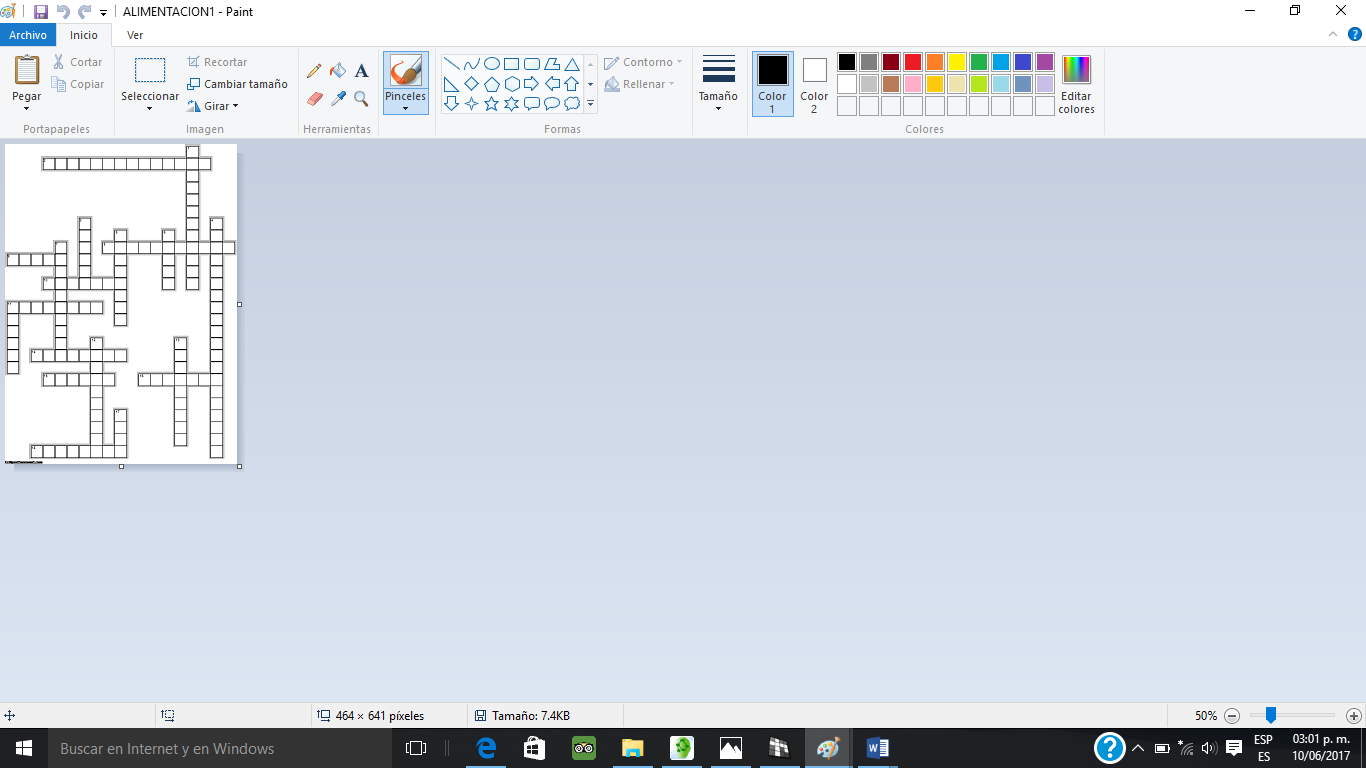 ALIMENTACION1 - Paint
Archivo Inicio Ver
Pegar
Cortar
Copiar
Portapapeles
Seleccionar
Recortar
Cambiar tamaño
Girar
Imagen
A
Herramientas
Pinceles
Formas
Contorno
Rellenar
Tamaño
Color 1
Color 2
Editar colores
Colores
464 × 641 píxeles
Tamaño: 7.4KB
50%
Buscar en Internet y en Windows
ESP
ES
03:01 p. m.
10/06/2017